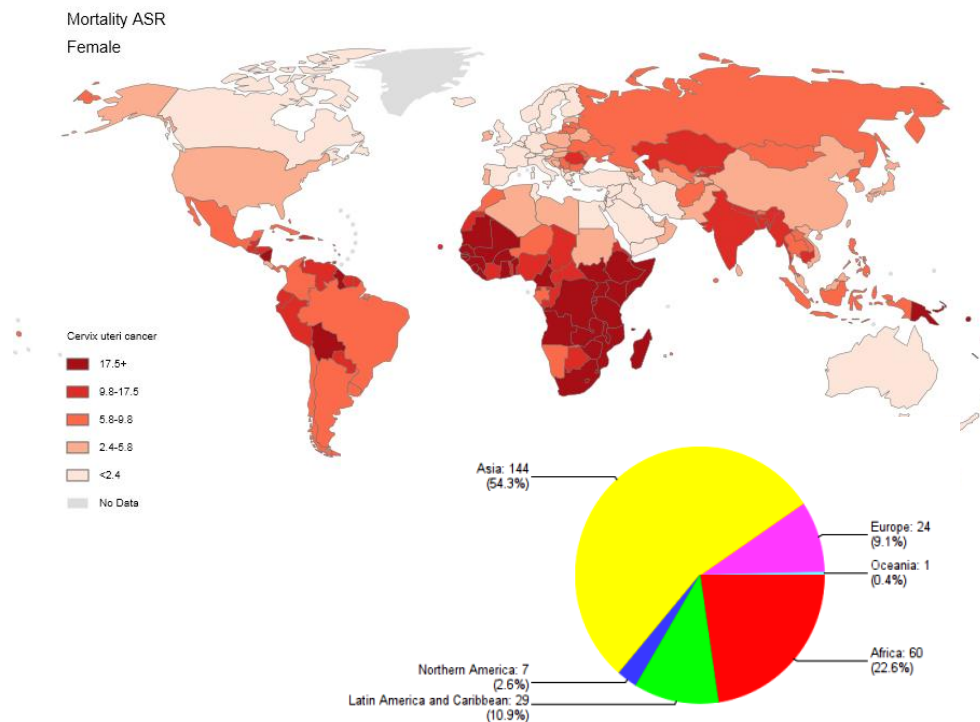 Mortality ASR
Female
Cervix uteri cancer
17.5+
9.8-17.5
5.8-9.8
2.4-5.8
<2.4
No Data
Asia: 144
(54.3%)
Europe: 24
(9.1%)
Oceania: 1
(0.4%)
Africa: 60
(22.6%)
Northern America: 7
(2.6%)
Latin America and Caribbean: 29
(10.9%)